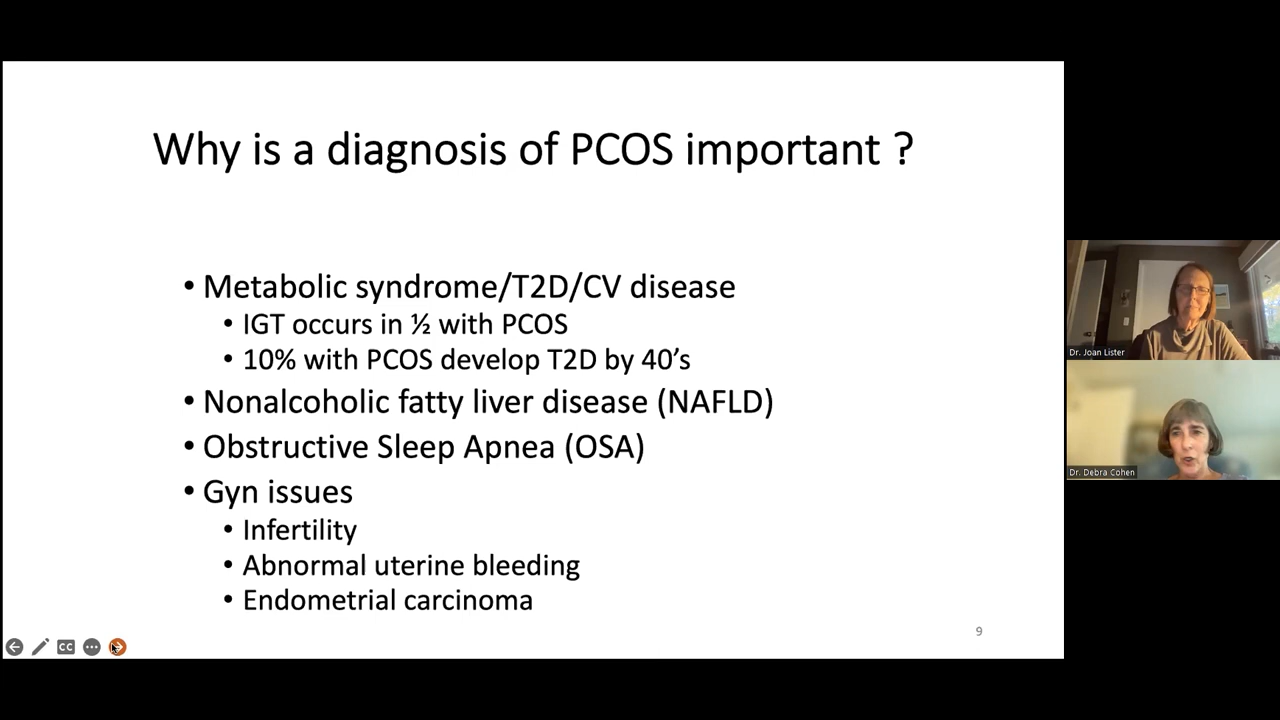 Why is a diagnosis of PCOS important ?
• Metabolic syndrome/T2D/CV disease
• IGT occurs in ½ with PCOS
• 10% with PCOS develop T2D by 40's
• Nonalcoholic fatty liver disease (NAFLD)
• Obstructive Sleep Apnea (OSA)
• Gyn issues
• Infertility
• Abnormal uterine bleeding
• Endometrial carcinoma
9
CC
Dr. Joan Lister
Dr. Debra Cohen